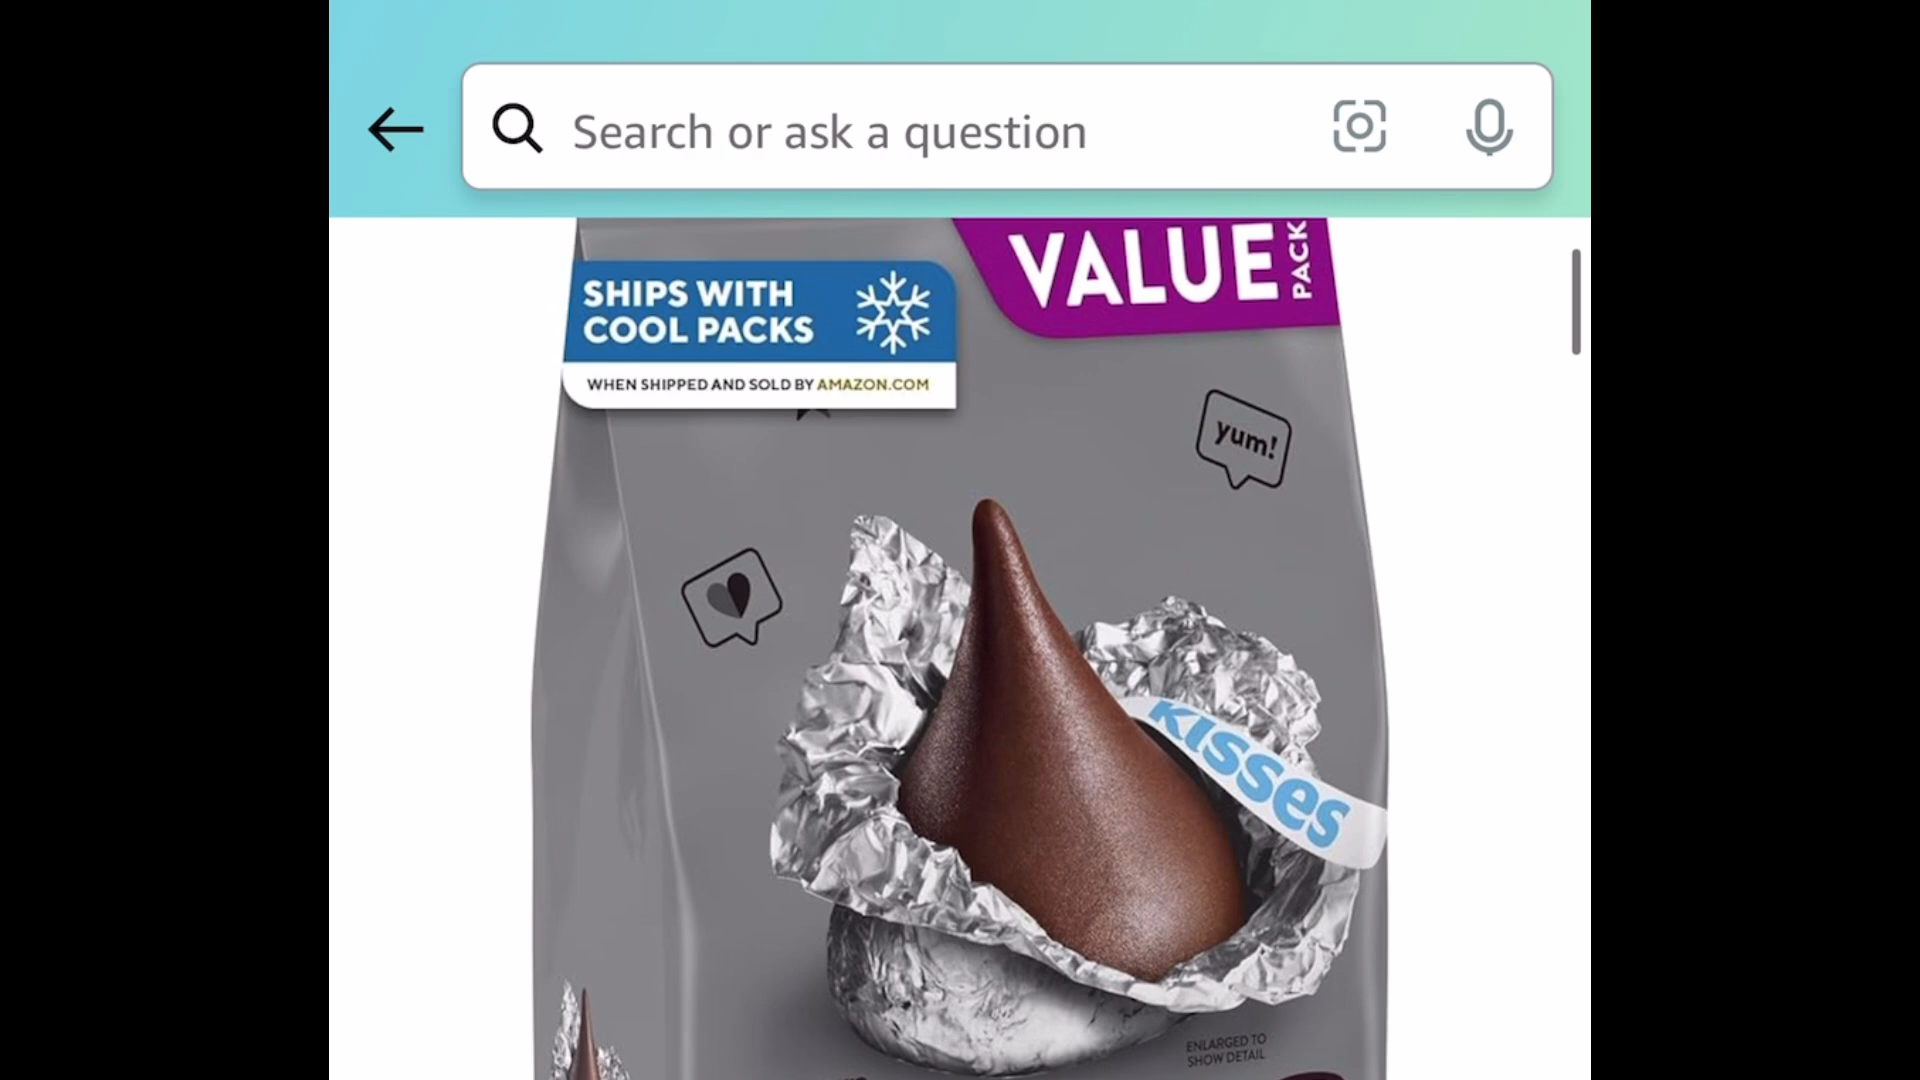 Search or ask a question
VALUE
PACK
SHIPS WITH
COOL PACKS
WHEN SHIPPED AND SOLD BY AMAZON.COM
yum!
KISSES
ENLARGED TO
SHOW DETAIL